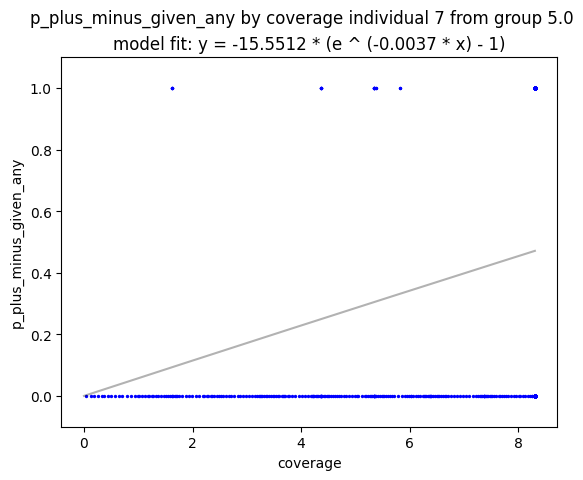 p_plus_minus_given_any by coverage individual 7 from group 5.0
model fit: y = -15.5512 * (e ^ (-0.0037 * x) - 1)
1.0
0.8
0.6
0.4
0.2
0.0
p_plus_minus_given_any
0 2 4 6 8
coverage